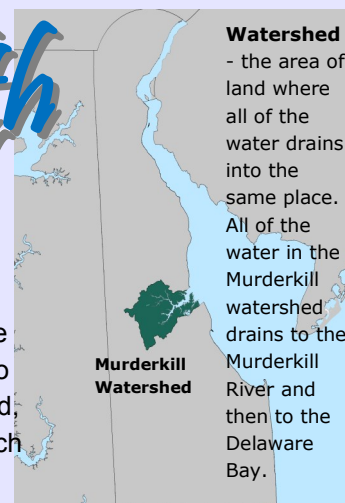 Watershed
- the area of
land where
all of the
water drains
into the
same place.
All of the
water in the
Murderkill
watershed
drains to the
Murderkill
River and
then to the
Delaware
Bay.
Murderkill
Watershed